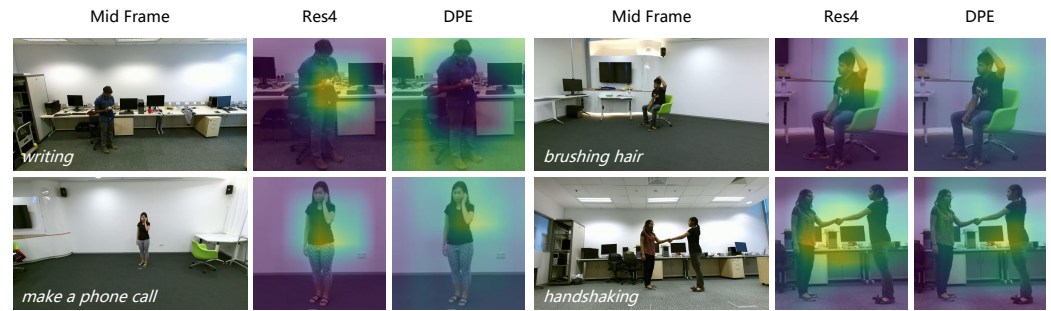 Mid Frame Res4 DPE Mid Frame Res4 DPE
writing brushing hair
make a phone call handshaking